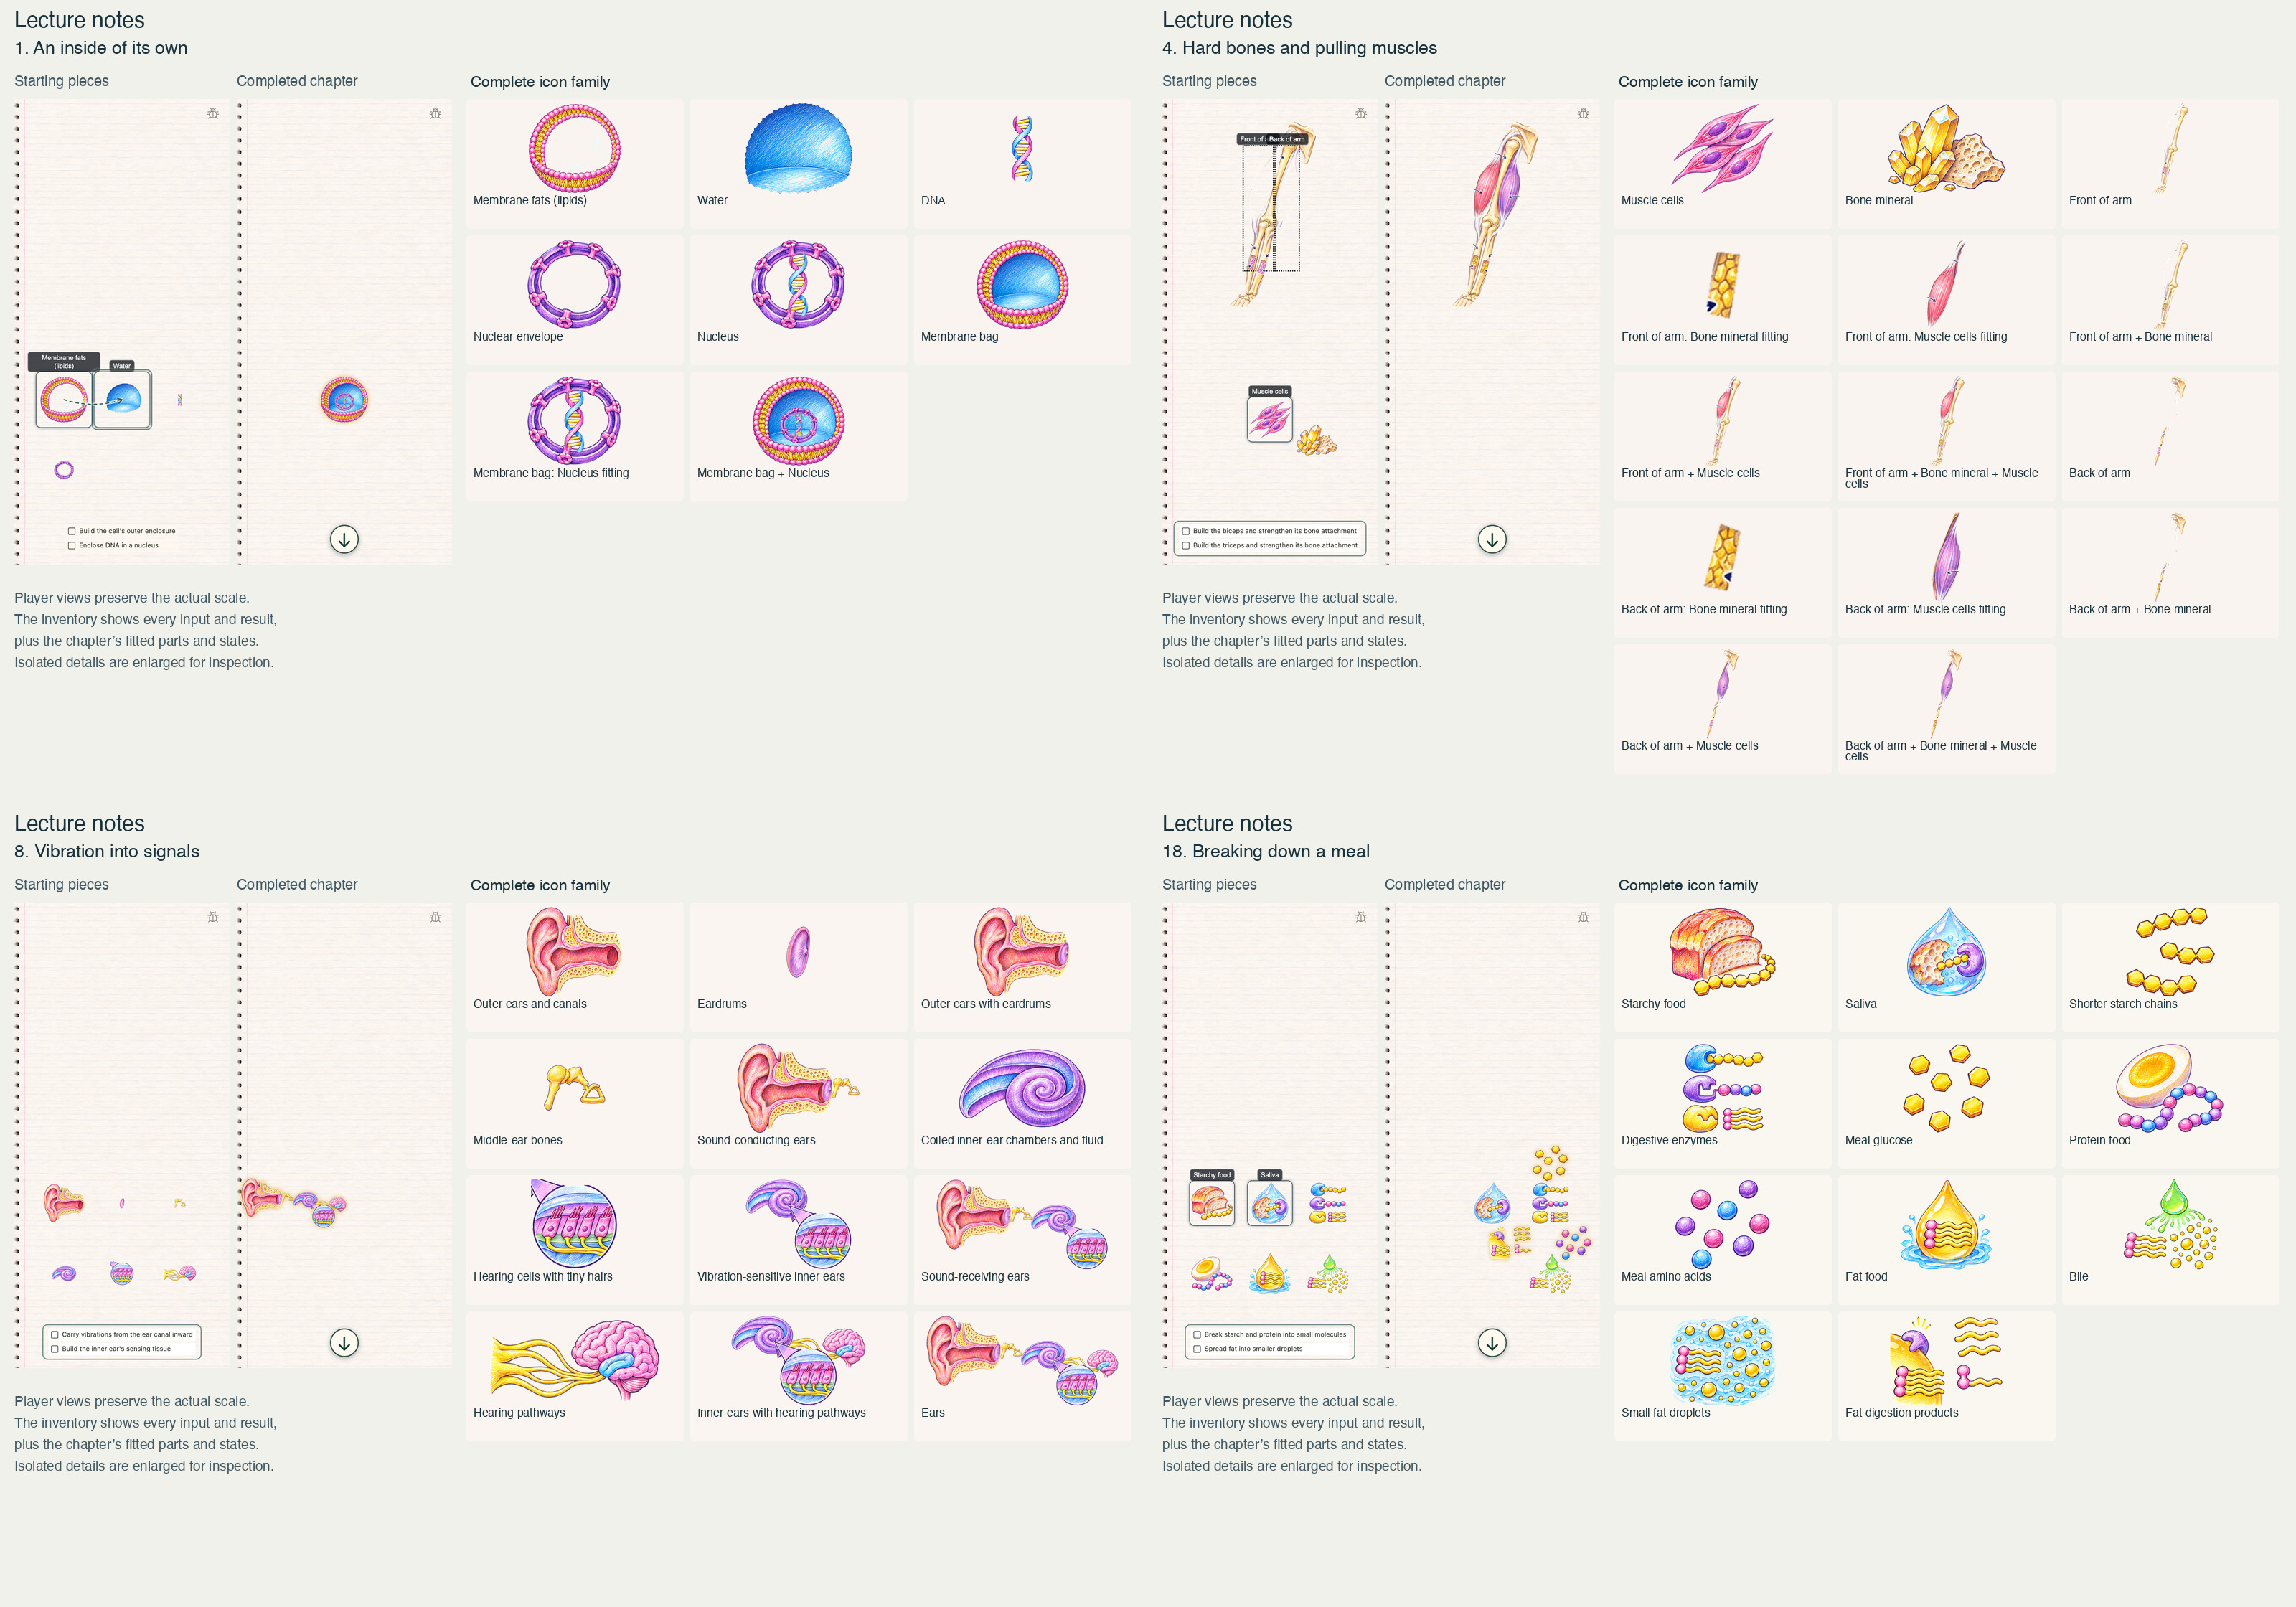 Lecture notes
1. An inside of its own
Starting pieces
Completed chapter
Complete icon family
Membrane fats (lipids)
Water
DNA
Nuclear envelope
Nucleus
Membrane bag
Membrane bag: Nucleus fitting
Membrane bag + Nucleus
Membrane fats
(lipids)
Water
Build the cell's outer enclosure
Enclose DNA in a nucleus
Player views preserve the actual scale.
The inventory shows every input and result,
plus the chapter's fitted parts and states.
Isolated details are enlarged for inspection.
Lecture notes
4. Hard bones and pulling muscles
Starting pieces
Completed chapter
Complete icon family
Front of
Back of arm
Muscle cells
Build the biceps and strengthen its bone attachment
Build the triceps and strengthen its bone attachment
Muscle cells
Bone mineral
Front of arm
Front of arm: Bone mineral fitting
Front of arm: Muscle cells fitting
Front of arm + Bone mineral
Front of arm + Muscle cells
Front of arm + Bone mineral + Muscle
cells
Back of arm
Back of arm: Bone mineral fitting
Back of arm: Muscle cells fitting
Back of arm + Bone mineral
Back of arm + Muscle cells
Back of arm + Bone mineral + Muscle
cells
Player views preserve the actual scale.
The inventory shows every input and result,
plus the chapter's fitted parts and states.
Isolated details are enlarged for inspection.
Lecture notes
8. Vibration into signals
Starting pieces
Completed chapter
Complete icon family
Outer ears and canals
Eardrums
Outer ears with eardrums
Middle-ear bones
Sound-conducting ears
Coiled inner-ear chambers and fluid
Hearing cells with tiny hairs
Vibration-sensitive inner ears
Sound-receiving ears
Hearing pathways
Inner ears with hearing pathways
Ears
Carry vibrations from the ear canal inward
Build the inner ear's sensing tissue
Player views preserve the actual scale.
The inventory shows every input and result,
plus the chapter's fitted parts and states.
Isolated details are enlarged for inspection.
Lecture notes
18. Breaking down a meal
Starting pieces
Completed chapter
Complete icon family
Starchy food
Saliva
Break starch and protein into small molecules
Spread fat into smaller droplets
Starchy food
Saliva
Shorter starch chains
Digestive enzymes
Meal glucose
Protein food
Meal amino acids
Fat food
Bile
Small fat droplets
Fat digestion products
Player views preserve the actual scale.
The inventory shows every input and result,
plus the chapter's fitted parts and states.
Isolated details are enlarged for inspection.